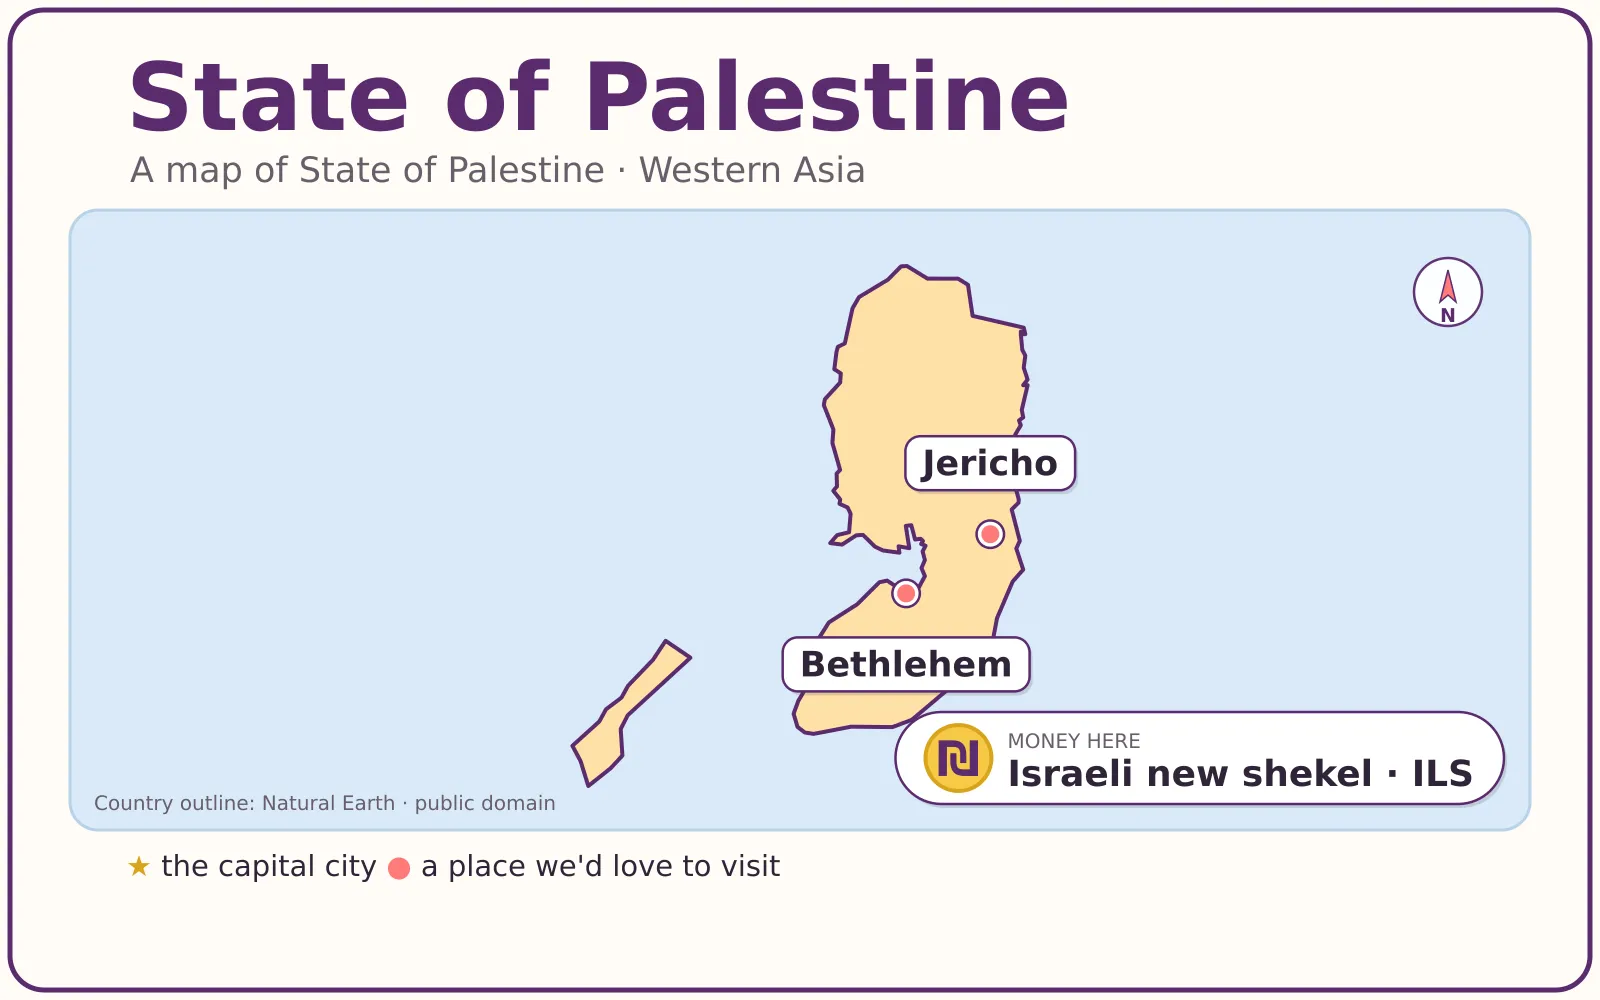 State of Palestine
A map of State of Palestine · Western Asia
N
Jericho
Bethlehem
MONEY HERE
₪ Israeli new shekel · ILS
Country outline: Natural Earth · public domain
★ the capital city ● a place we'd love to visit